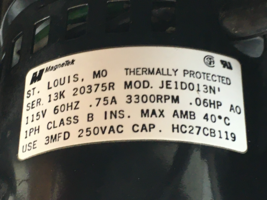 MagneTek
ST. LOUIS, MO THERMALLY PROTECTED
SER. 13K 20375R MOD. JE1D013N
115V 60HZ .75A 3300RPM .06HP AO
1PH CLASS B INS. MAX AMB 40°C
USE 3MFD 250VAC CAP. HC27CB119